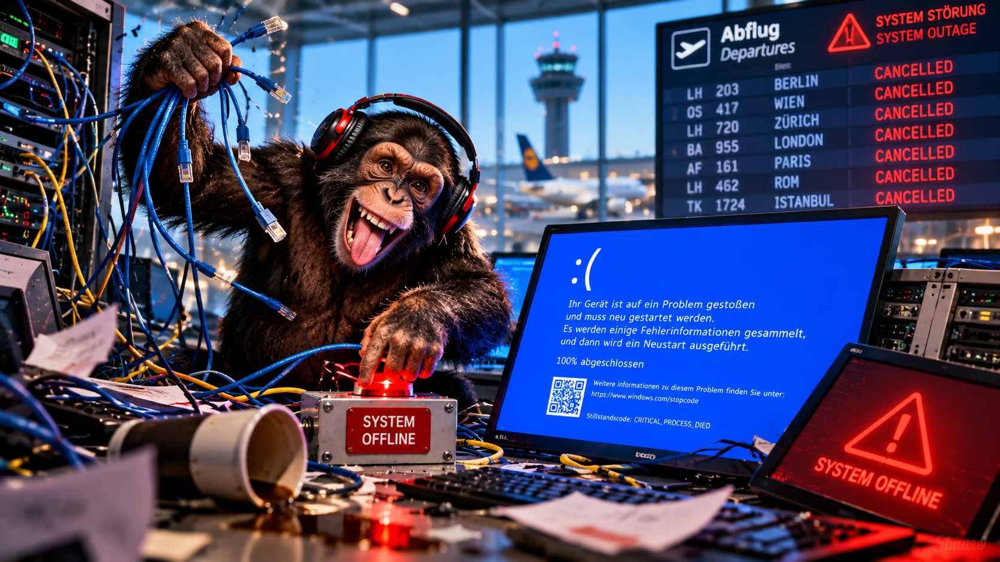 Abflug
Departures
SYSTEM STÖRUNG
SYSTEM OUTAGE
LH 203 BERLIN CANCELLED
OS 417 WIEN CANCELLED
LH 720 ZÜRICH CANCELLED
BA 955 LONDON CANCELLED
AF 161 PARIS CANCELLED
LH 462 ROM CANCELLED
TK 1724 ISTANBUL CANCELLED
:(
Ihr Gerät ist auf ein Problem gestoßen
und muss neu gestartet werden.
Es werden einige Fehlerinformationen gesammelt,
und dann wird ein Neustart ausgeführt.
100% abgeschlossen
Weitere informationen zu diesem Problem finden Sie unter:
https://www.windows.com/stopcode
Stillstandscode: CRITICAL_PROCESS_DIED
SYSTEM
OFFLINE
SYSTEM OFFLINE